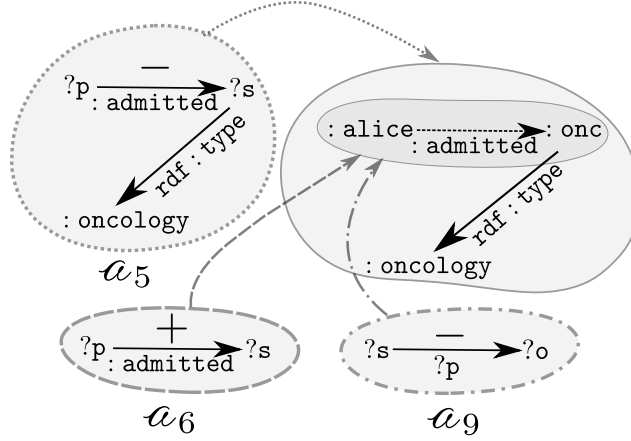 −
?p ?s
:admitted
rdf:type
:oncology
a5
:alice :onc
:admitted
rdf:type
:oncology
+
?p ?s
:admitted
a6
−
?s ?o
?p
a9